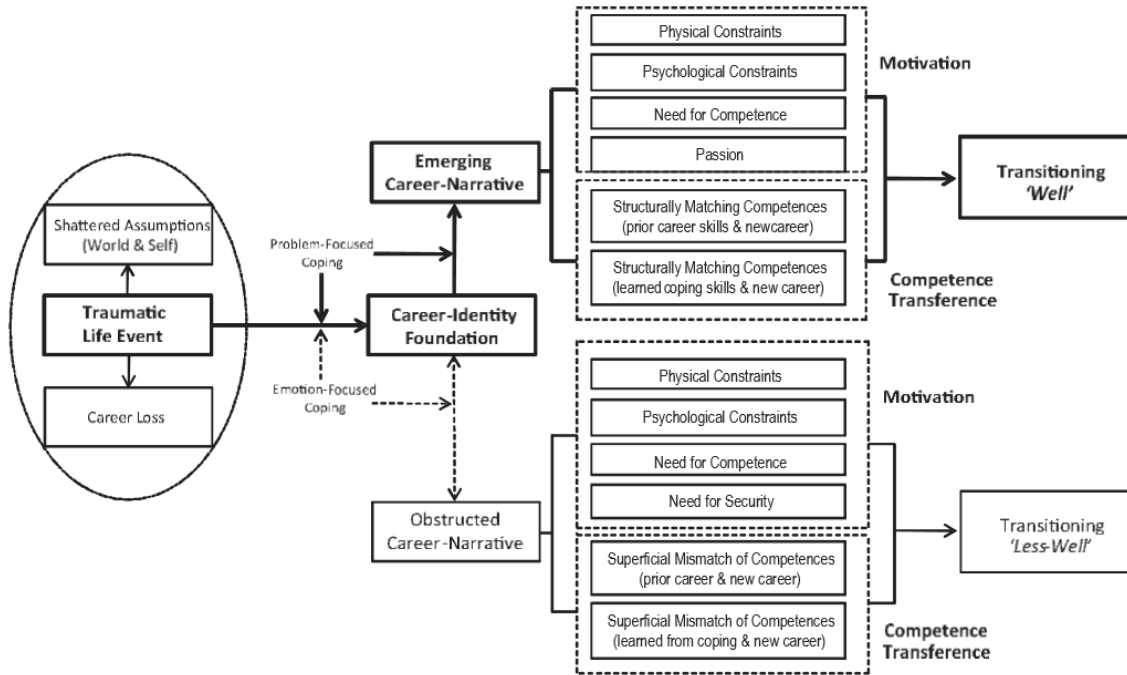 Shattered Assumptions
(World & Self)
Traumatic
Life Event
Career Loss
Problem-Focused
Coping
Emotion-Focused
Coping
Emerging
Career-Narrative
Career-Identity
Foundation
Obstructed
Career-Narrative
Physical Constraints
Psychological Constraints
Need for Competence
Passion
Motivation
Structurally Matching Competences
(prior career skills & newcareer)
Structurally Matching Competences
(learned coping skills & new career)
Competence
Transference
Transitioning
‘Well’
Physical Constraints
Psychological Constraints
Need for Competence
Need for Security
Motivation
Superficial Mismatch of Competences
(prior career & new career)
Superficial Mismatch of Competences
(learned from coping & new career)
Competence
Transference
Transitioning
‘Less-Well’